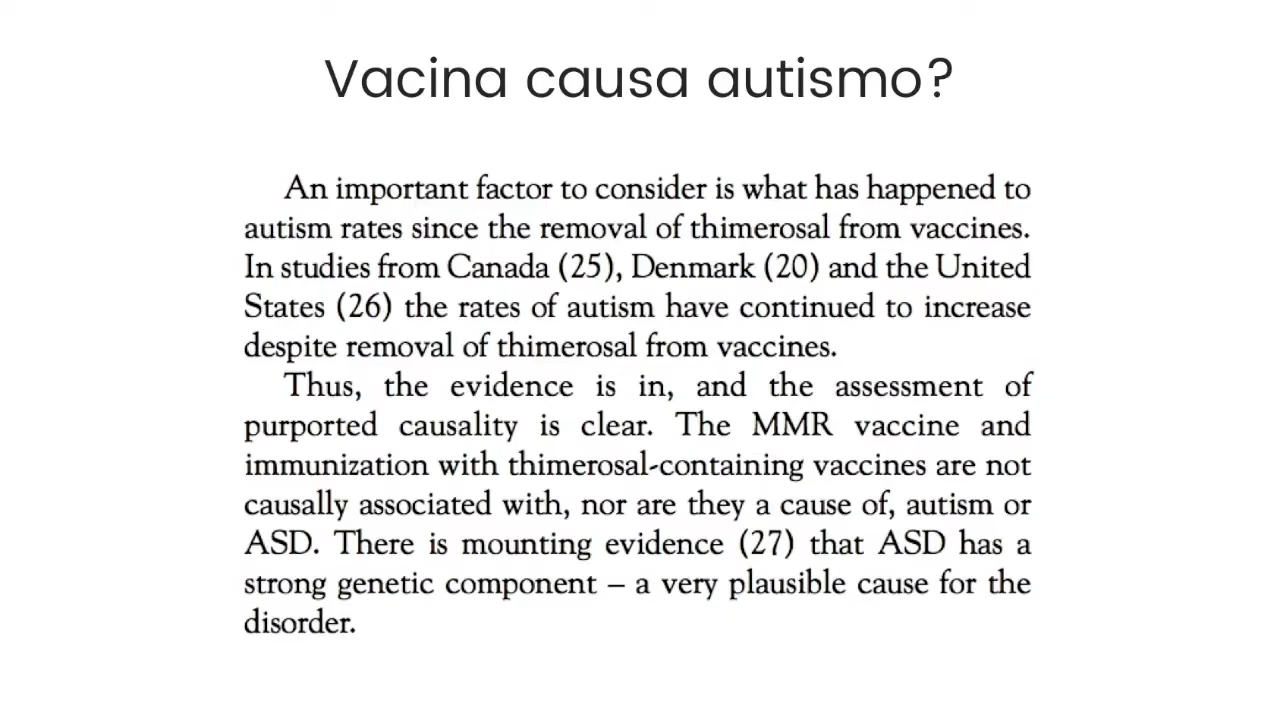 Vacina causa autismo?
An important factor to consider is what has happened to
autism rates since the removal of thimerosal from vaccines.
In studies from Canada (25), Denmark (20) and the United
States (26) the rates of autism have continued to increase
despite removal of thimerosal from vaccines.
Thus, the evidence is in, and the assessment of
purported causality is clear. The MMR vaccine and
immunization with thimerosal-containing vaccines are not
causally associated with, nor are they a cause of, autism or
ASD. There is mounting evidence (27) that ASD has a
strong genetic component – a very plausible cause for the
disorder.